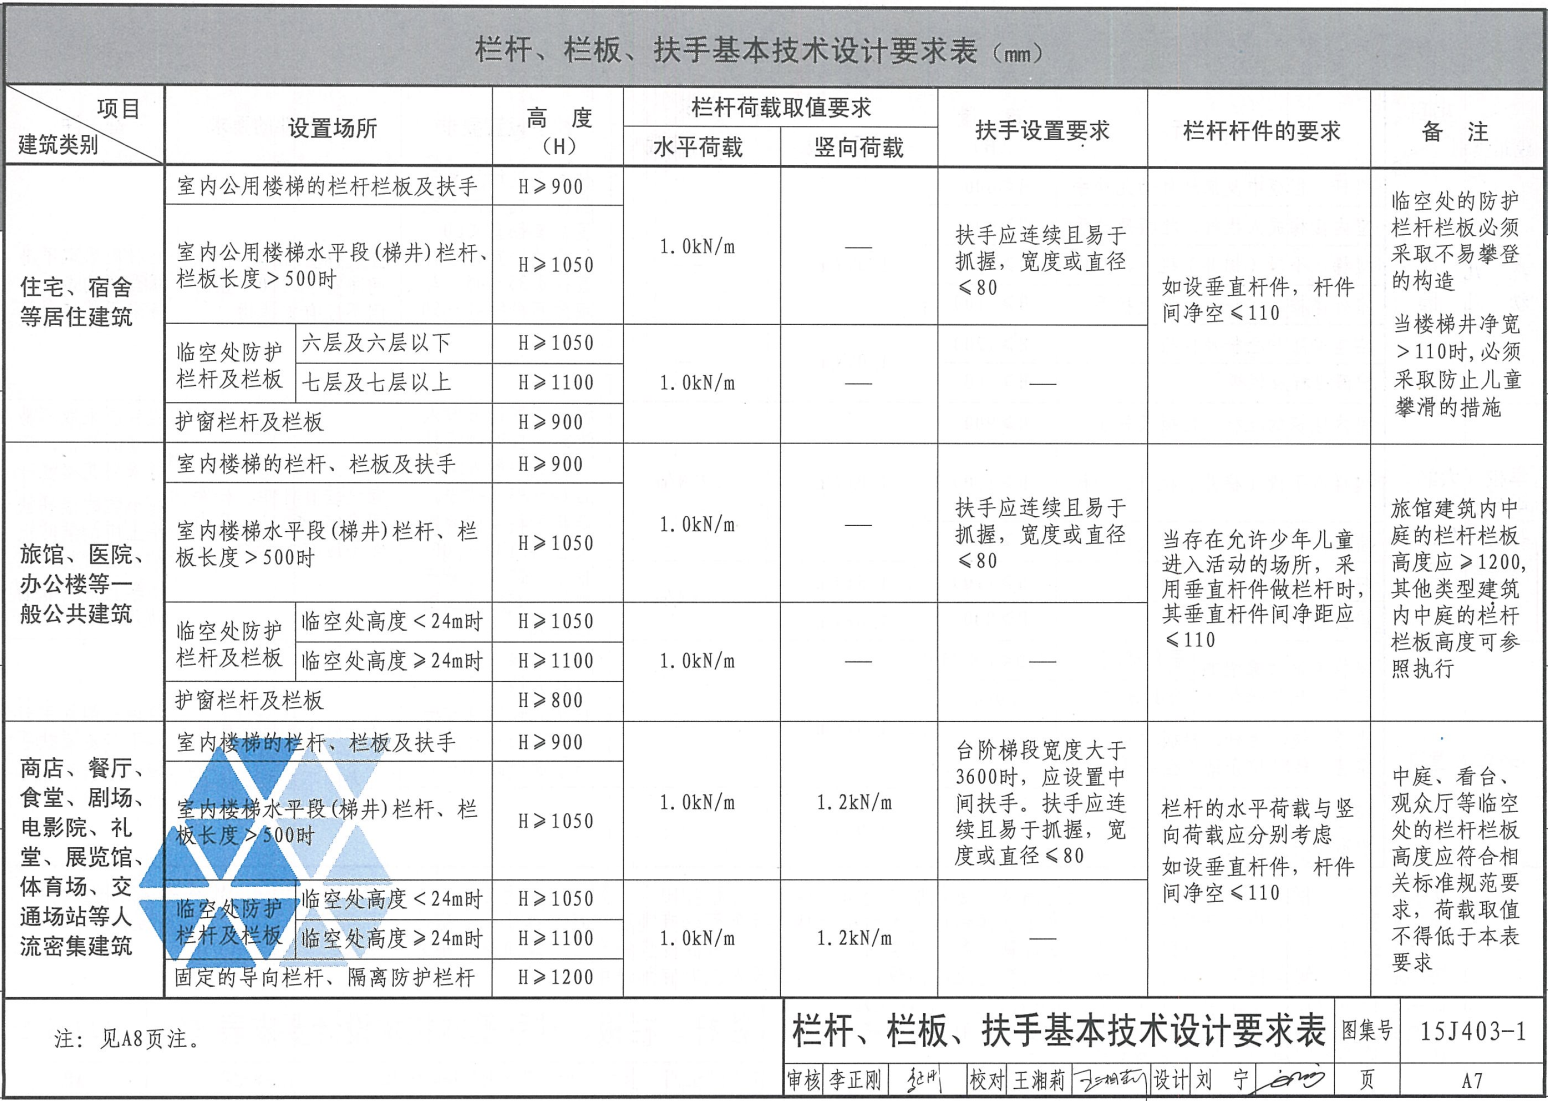 栏杆、栏板、扶手基本技术设计要求表（mm）
项目
建筑类别
设置场所
高 度
（H）
栏杆荷载取值要求
水平荷载
竖向荷载
扶手设置要求
栏杆杆件的要求
备 注
住宅、宿舍
等居住建筑
室内公用楼梯的栏杆栏板及扶手
H≥900
室内公用楼梯水平段(梯井)栏杆、
栏板长度>500时
H≥1050
1.0kN/m
——
扶手应连续且易于
抓握，宽度或直径
≤80
临空处防护
栏杆及栏板
六层及六层以下
H≥1050
七层及七层以上
H≥1100
护窗栏杆及栏板
H≥900
1.0kN/m
——
——
如设垂直杆件，杆件
间净空≤110
临空处的防护
栏杆栏板必须
采取不易攀登
的构造
当楼梯井净宽
>110时,必须
采取防止儿童
攀滑的措施
旅馆、医院、
办公楼等一
般公共建筑
室内楼梯的栏杆、栏板及扶手
H≥900
室内楼梯水平段(梯井)栏杆、栏
板长度>500时
H≥1050
1.0kN/m
——
扶手应连续且易于
抓握，宽度或直径
≤80
临空处防护
栏杆及栏板
临空处高度<24m时
H≥1050
临空处高度≥24m时
H≥1100
护窗栏杆及栏板
H≥800
1.0kN/m
——
——
当存在允许少年儿童
进入活动的场所，采
用垂直杆件做栏杆时，
其垂直杆件间净距应
≤110
旅馆建筑内中
庭的栏杆栏板
高度应≥1200,
其他类型建筑
内中庭的栏杆
栏板高度可参
照执行
商店、餐厅、
食堂、剧场、
电影院、礼
堂、展览馆、
体育场、交
通场站等人
流密集建筑
室内楼梯的栏杆、栏板及扶手
H≥900
室内楼梯水平段(梯井)栏杆、栏
板长度>500时
H≥1050
1.0kN/m
1.2kN/m
台阶梯段宽度大于
3600时，应设置中
间扶手。扶手应连
续且易于抓握，宽
度或直径≤80
临空处防护
栏杆及栏板
临空处高度<24m时
H≥1050
临空处高度≥24m时
H≥1100
固定的导向栏杆、隔离防护栏杆
H≥1200
1.0kN/m
1.2kN/m
——
栏杆的水平荷载与竖
向荷载应分别考虑
如设垂直杆件，杆件
间净空≤110
中庭、看台、
观众厅等临空
处的栏杆栏板
高度应符合相
关标准规范要
求，荷载取值
不得低于本表
要求
注：见A8页注。
栏杆、栏板、扶手基本技术设计要求表
图集号
15J403-1
审核 李正刚 校对 王湘莉 设计 刘 宁
页
A7